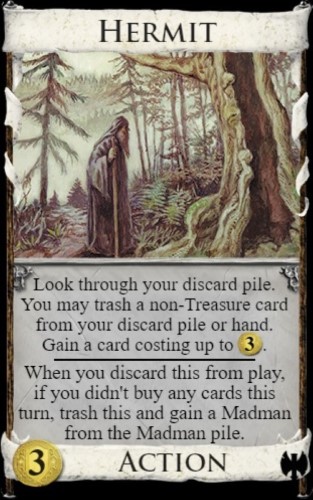 HERMIT
Look through your discard pile.
You may trash a non-Treasure card
from your discard pile or hand.
Gain a card costing up to 3.
When you discard this from play,
if you didn't buy any cards this
turn, trash this and gain a Madman
from the Madman pile.
3 ACTION